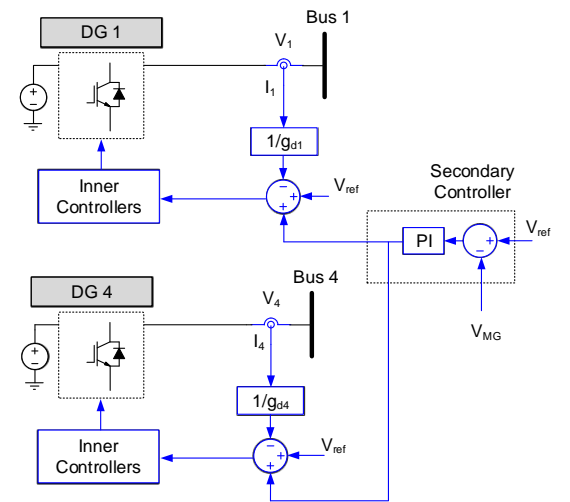 DG 1
Bus 1
V1
I1
1/gd1
Inner
Controllers
Vref
Secondary
Controller
PI
Vref
VMG
DG 4
Bus 4
V4
I4
1/gd4
Inner
Controllers
Vref